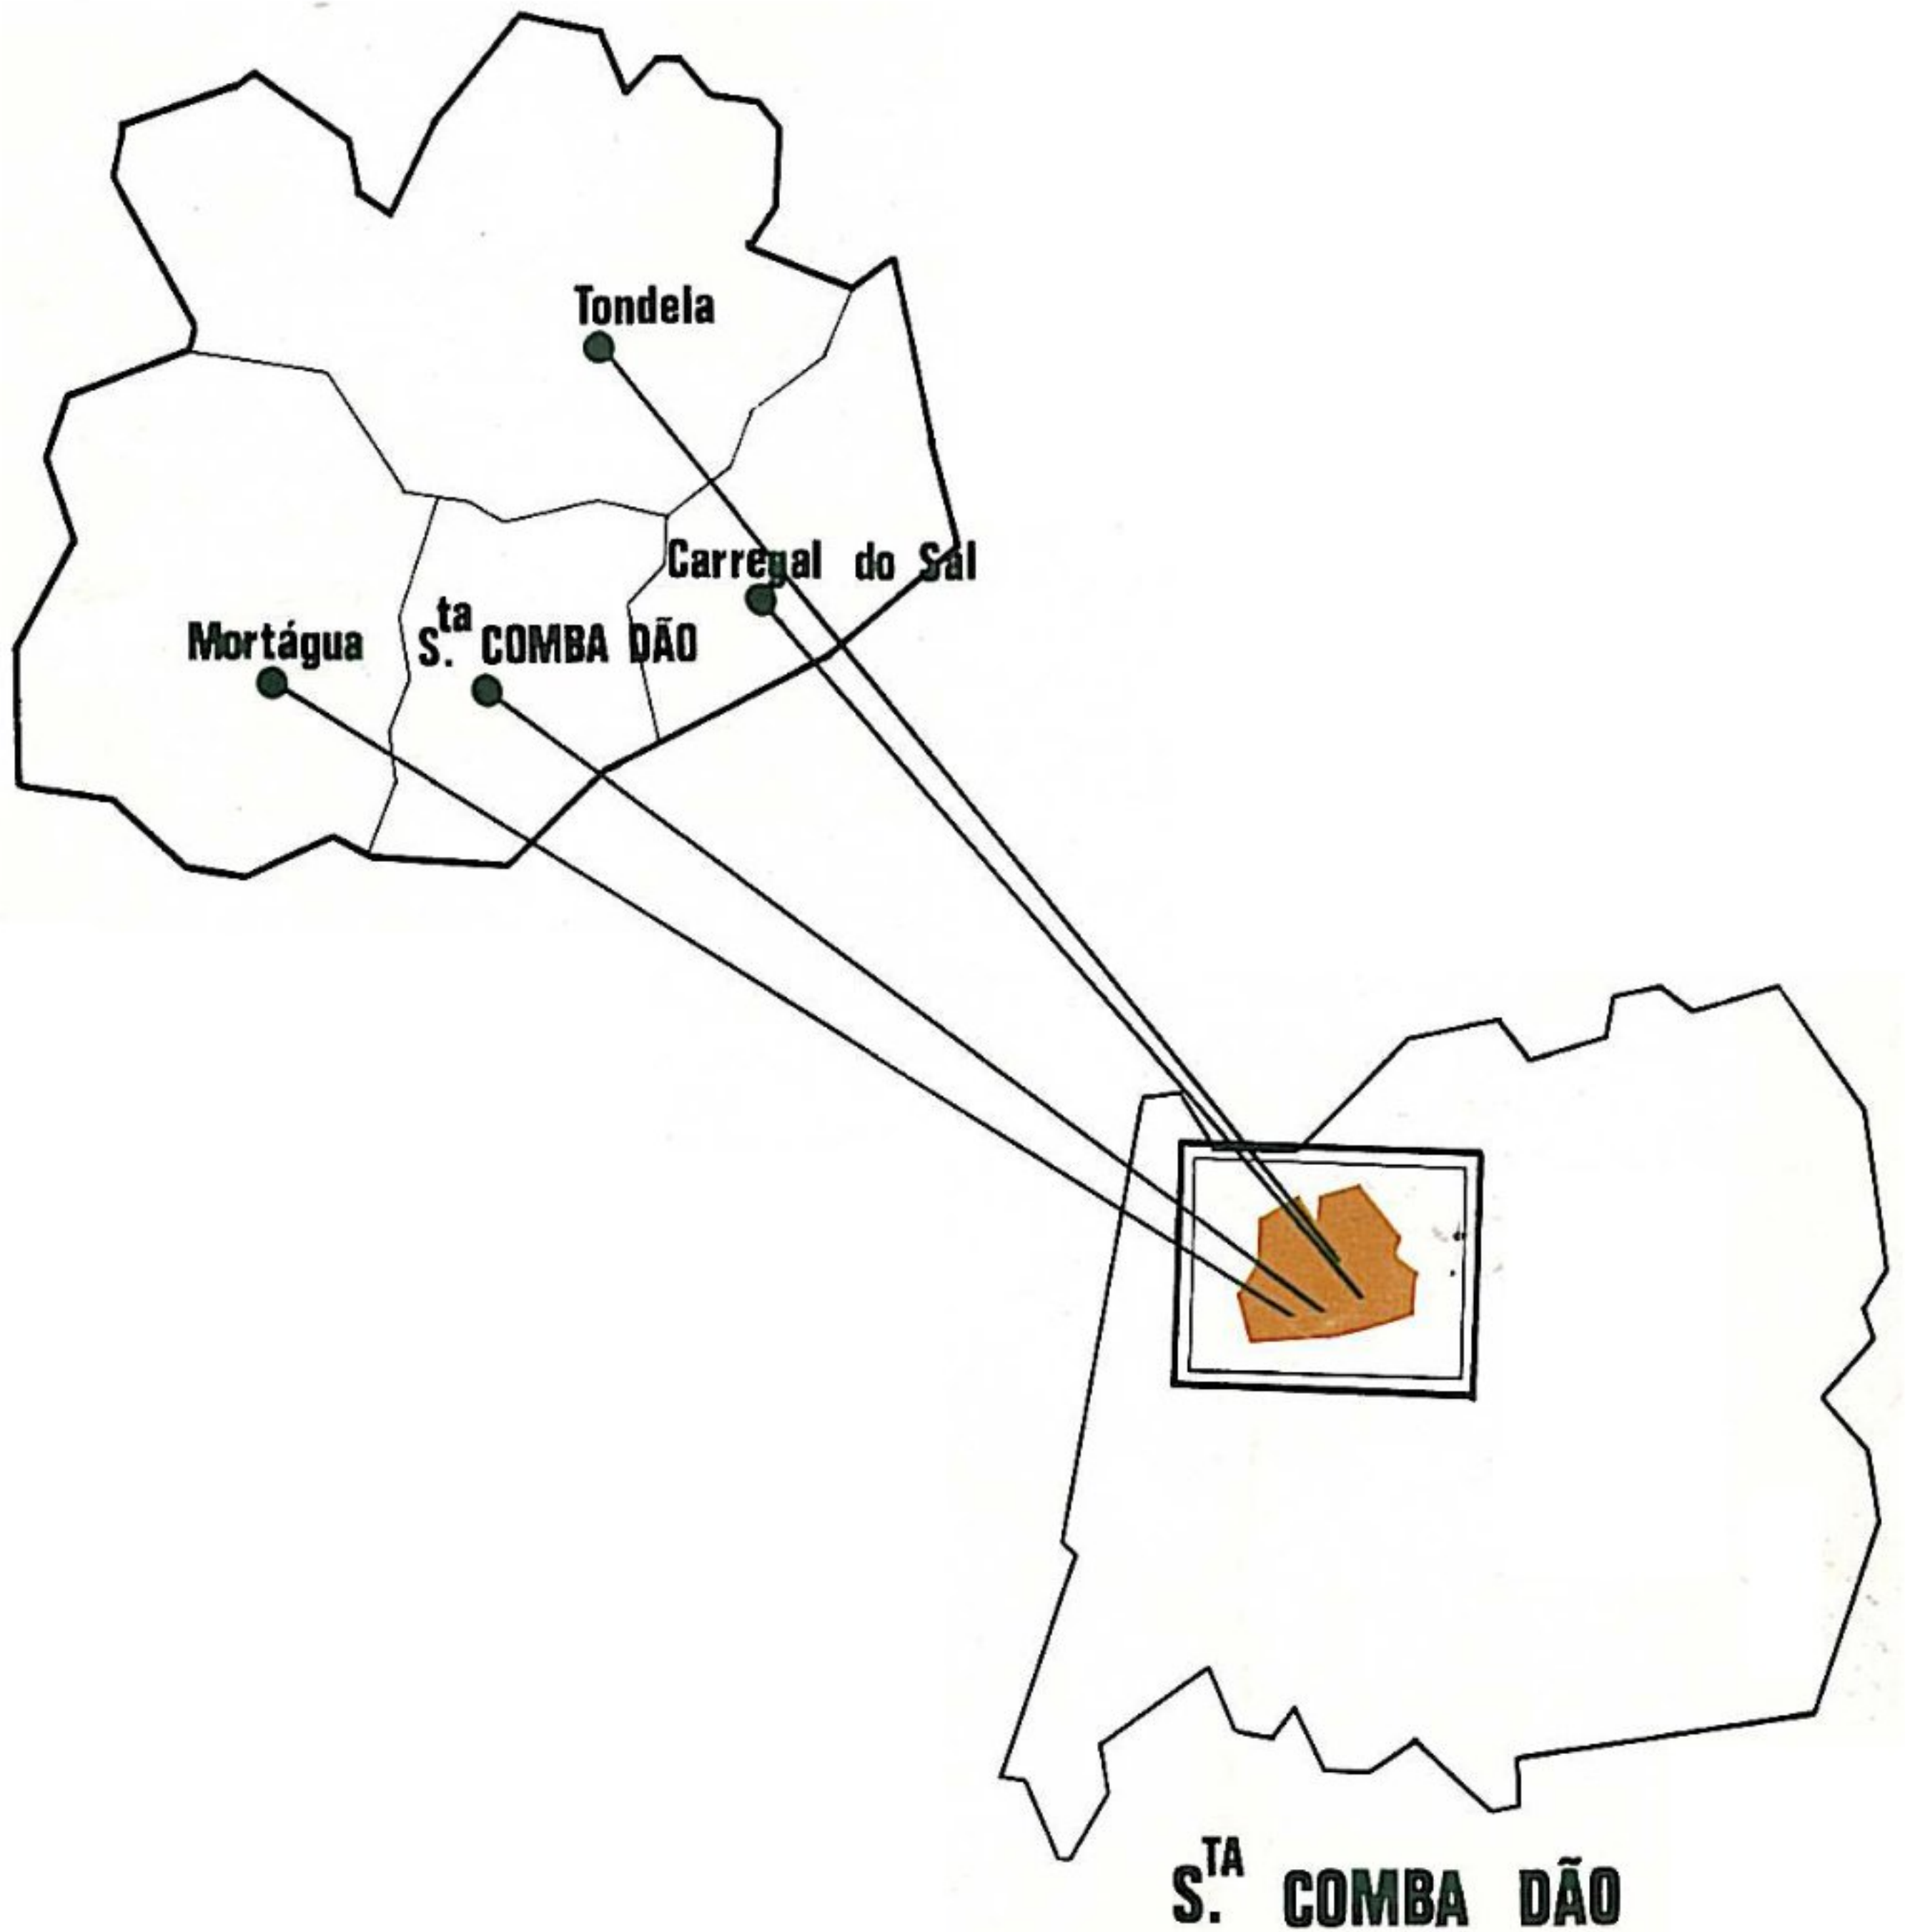 Tondela
Carregal do Sal
Mortágua
S.ta COMBA DÃO
S.TA COMBA DÃO